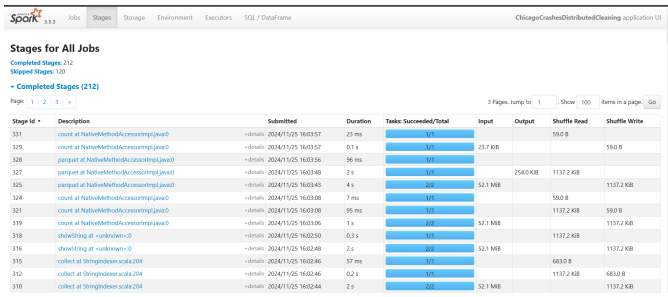 APACHE Spark 3.5.3 Jobs Stages Storage Environment Executors SQL / DataFrame ChicagoCrashesDistributedCleaning application UI
Stages for All Jobs
Completed Stages: 212
Skipped Stages: 120
Completed Stages (212)
Page: 1 2 3 > 3 Pages. Jump to 1 . Show 100 items in a page. Go
Stage Id Description Submitted Duration Tasks: Succeeded/Total Input Output Shuffle Read Shuffle Write
331 count at NativeMethodAccessorImpl.java:0 +details 2024/11/25 16:03:57 23 ms 1/1 59.0 B
329 count at NativeMethodAccessorImpl.java:0 +details 2024/11/25 16:03:57 0.1 s 1/1 23.7 KiB 59.0 B
328 parquet at NativeMethodAccessorImpl.java:0 +details 2024/11/25 16:03:56 96 ms 1/1
327 parquet at NativeMethodAccessorImpl.java:0 +details 2024/11/25 16:03:48 2 s 1/1 254.0 KiB 1137.2 KiB
325 parquet at NativeMethodAccessorImpl.java:0 +details 2024/11/25 16:03:43 4 s 2/2 52.1 MiB 1137.2 KiB
324 count at NativeMethodAccessorImpl.java:0 +details 2024/11/25 16:03:08 7 ms 1/1 59.0 B
321 count at NativeMethodAccessorImpl.java:0 +details 2024/11/25 16:03:08 95 ms 1/1 1137.2 KiB 59.0 B
319 count at NativeMethodAccessorImpl.java:0 +details 2024/11/25 16:03:06 1 s 2/2 52.1 MiB 1137.2 KiB
318 showString at <unknown>:0 +details 2024/11/25 16:02:50 0.3 s 1/1 1137.2 KiB
316 showString at <unknown>:0 +details 2024/11/25 16:02:48 2 s 2/2 52.1 MiB 1137.2 KiB
315 collect at StringIndexer.scala:204 +details 2024/11/25 16:02:46 57 ms 1/1 683.0 B
312 collect at StringIndexer.scala:204 +details 2024/11/25 16:02:46 0.2 s 1/1 1137.2 KiB 683.0 B
310 collect at StringIndexer.scala:204 +details 2024/11/25 16:02:44 2 s 2/2 52.1 MiB 1137.2 KiB